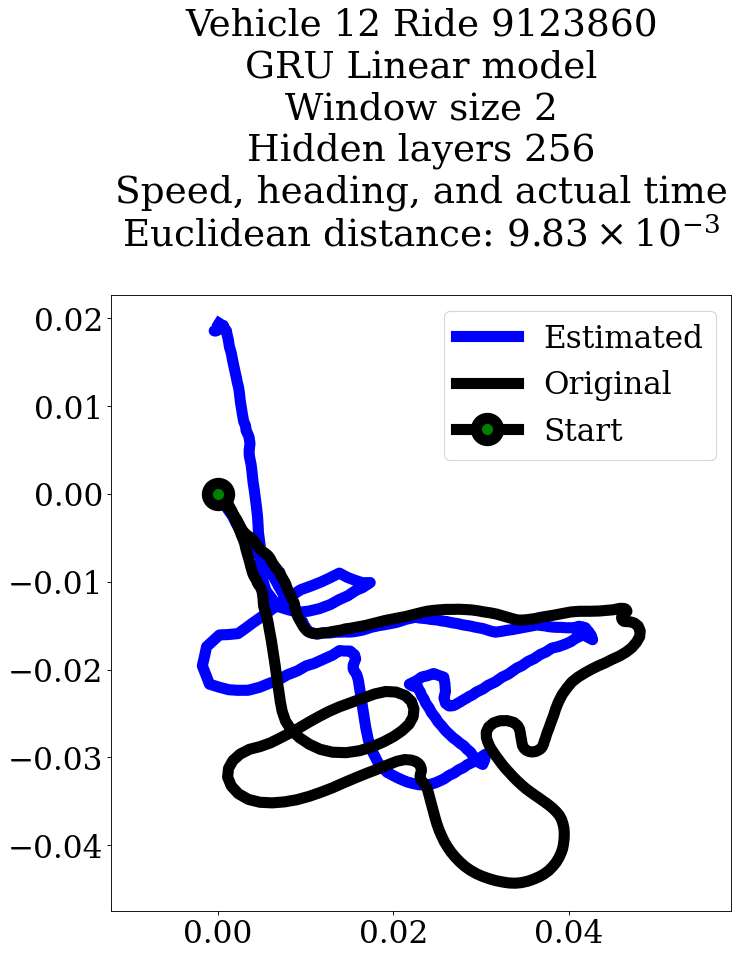 Vehicle 12 Ride 9123860
GRU Linear model
Window size 2
Hidden layers 256
Speed, heading, and actual time
Euclidean distance: 9.83 × 10⁻³
Estimated
Original
Start
0.02
0.01
0.00
−0.01
−0.02
−0.03
−0.04
0.00 0.02 0.04